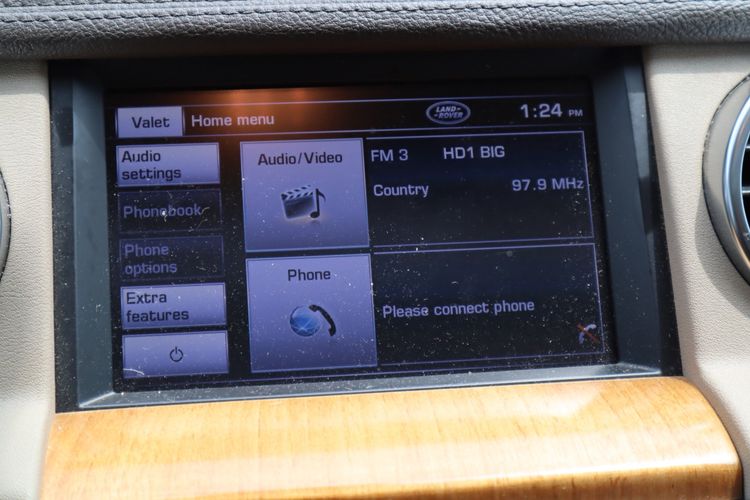 Valet
Home menu
LAND-
ROVER
1:24 PM
Audio
settings
Phonebook
Phone
options
Extra
features
Audio/Video
FM 3 HD1 BIG
Country 97.9 MHz
Phone
Please connect phone